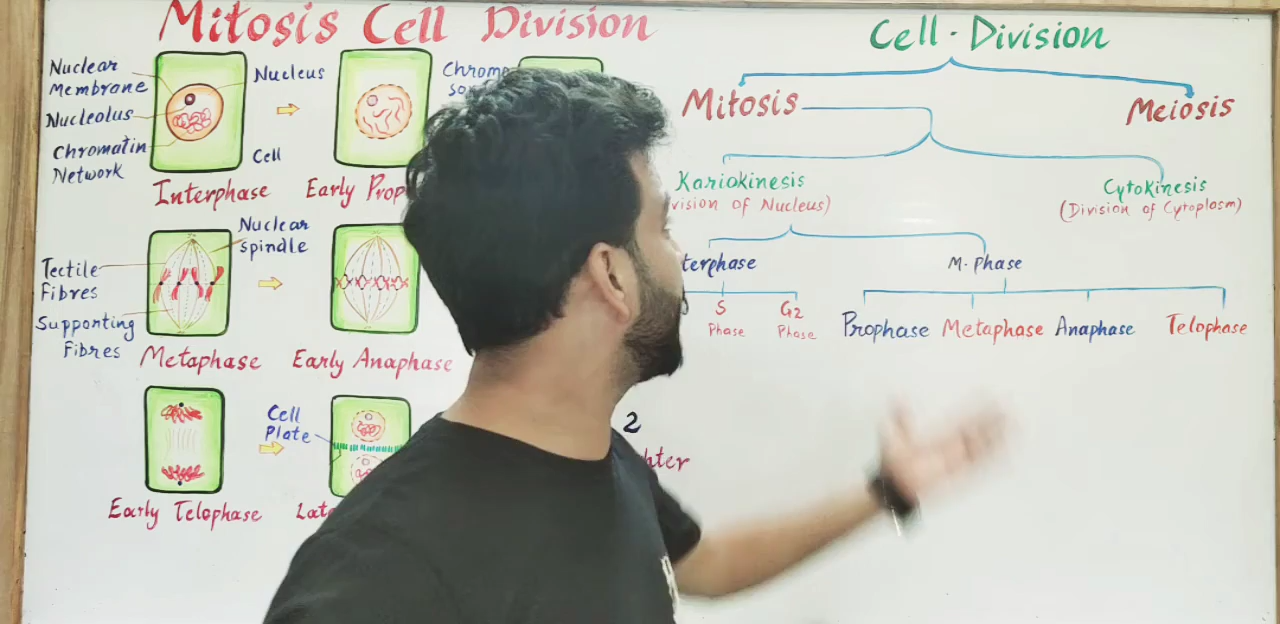 Mitosis Cell Division
Nuclear
Membrane
Nucleolus
Chromatin
Network
Nucleus
Cell
Interphase
Early
Nuclear
spindle
Tectile
Fibres
Supporting
Fibres
Metaphase
Early Anaphase
Cell
Plate
Early Telophase
2
Cell - Division
Mitosis
Meiosis
Kariokinesis
of Nucleus)
Cytokinesis
(Division of Cytoplasm)
M. Phase
S
Phase
G2
Phase
Prophase
Metaphase
Anaphase
Telophase